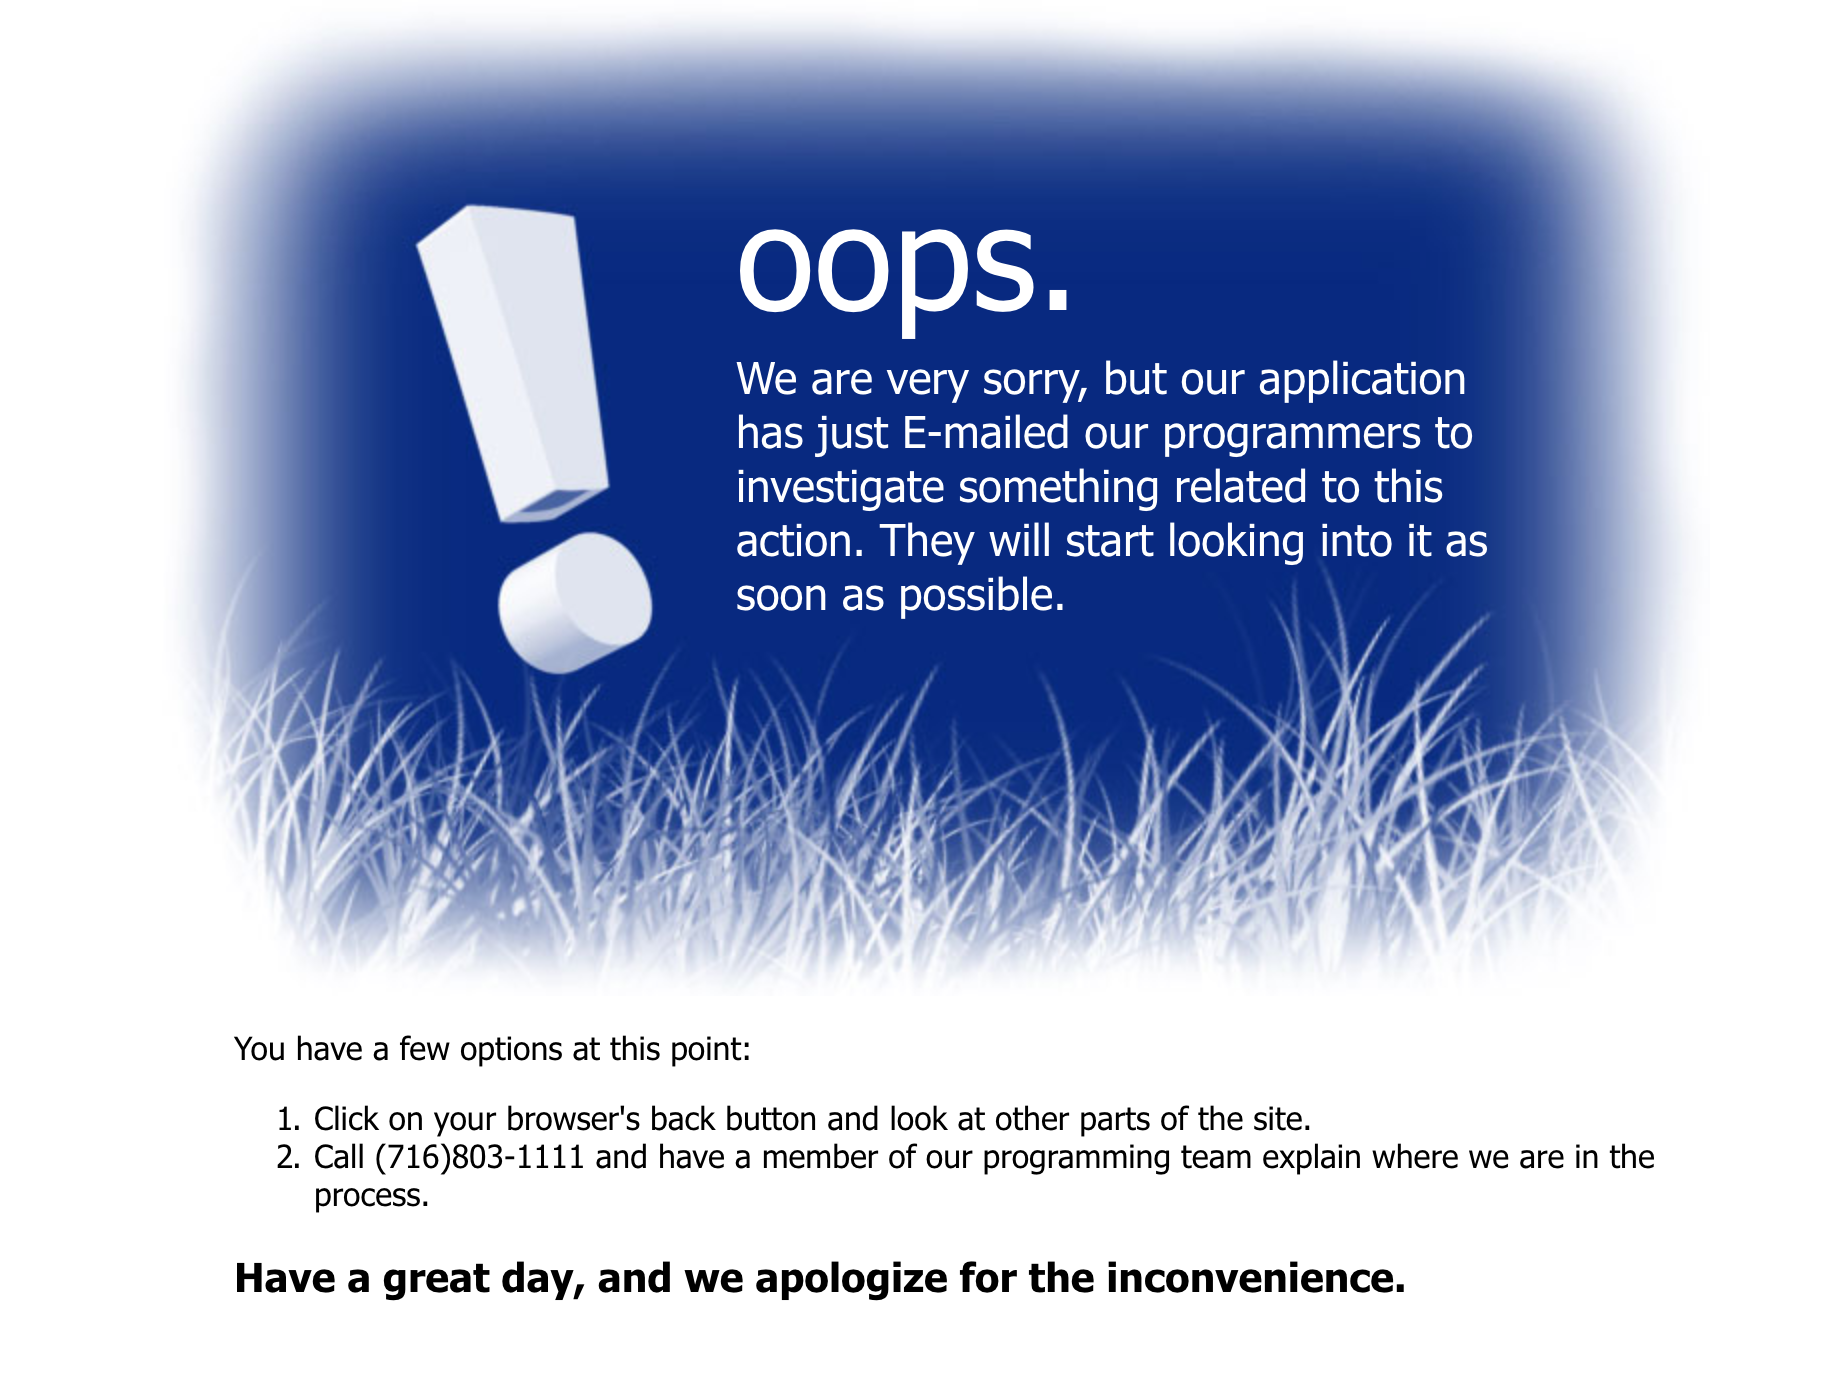 oops.
We are very sorry, but our application
has just E-mailed our programmers to
investigate something related to this
action. They will start looking into it as
soon as possible.
You have a few options at this point:
1. Click on your browser's back button and look at other parts of the site.
2. Call (716)803-1111 and have a member of our programming team explain where we are in the
process.
Have a great day, and we apologize for the inconvenience.